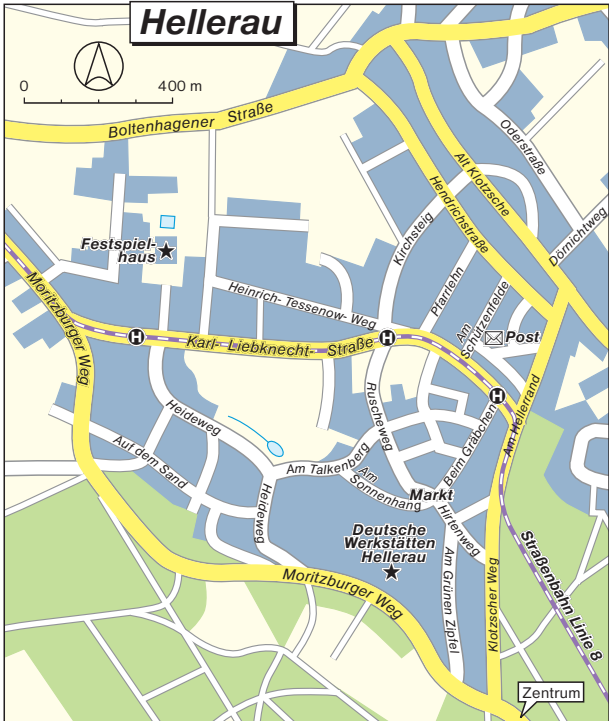 Hellerau
0 400 m
Boltenhagener Straße
Oderstraße
Alt Klotzsche
Hendrichstraße
Dörnichtweg
Kirchsteig
Festspiel-
haus
Pfarrlehn
Am
Schützenfelde
Heinrich- Tessenow- Weg
Moritzburger Weg
Post
H
Karl- Liebknecht- Straße
H
H
Am Hellerrand
Ruscheweg
Heideweg
Beim Gräbchen
Auf dem Sand
Am Talkenberg
Am
Sonnenhang
Markt
Heideweg
Hirtenweg
Deutsche
Werkstätten
Hellerau
Straßenbahn Linie 8
Am Grünen Zipfel
Klotzscher Weg
Moritzburger Weg
Zentrum